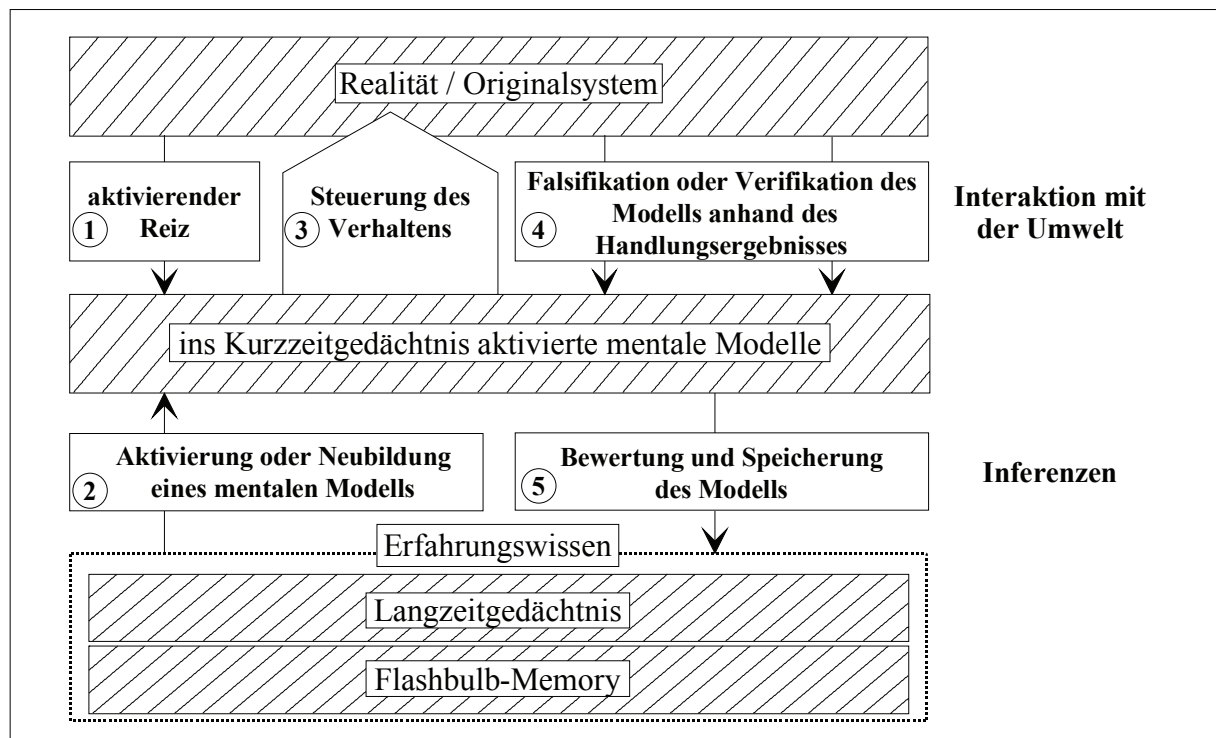 Realität / Originalsystem
aktivierender
Reiz
1
Steuerung des
Verhaltens
3
Falsifikation oder Verifikation des
Modells anhand des
Handlungsergebnisses
4
Interaktion mit
der Umwelt
ins Kurzzeitgedächtnis aktivierte mentale Modelle
Aktivierung oder Neubildung
eines mentalen Modells
2
Bewertung und Speicherung
des Modells
5
Inferenzen
Erfahrungswissen
Langzeitgedächtnis
Flashbulb-Memory